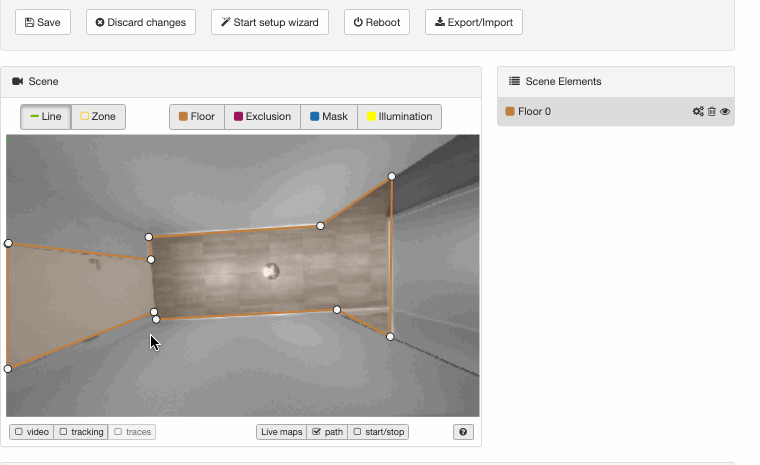 Save Discard changes Start setup wizard Reboot Export/Import
Scene
Scene Elements
Line Zone Floor Exclusion Mask Illumination
Floor 0
video tracking traces Live maps path start/stop